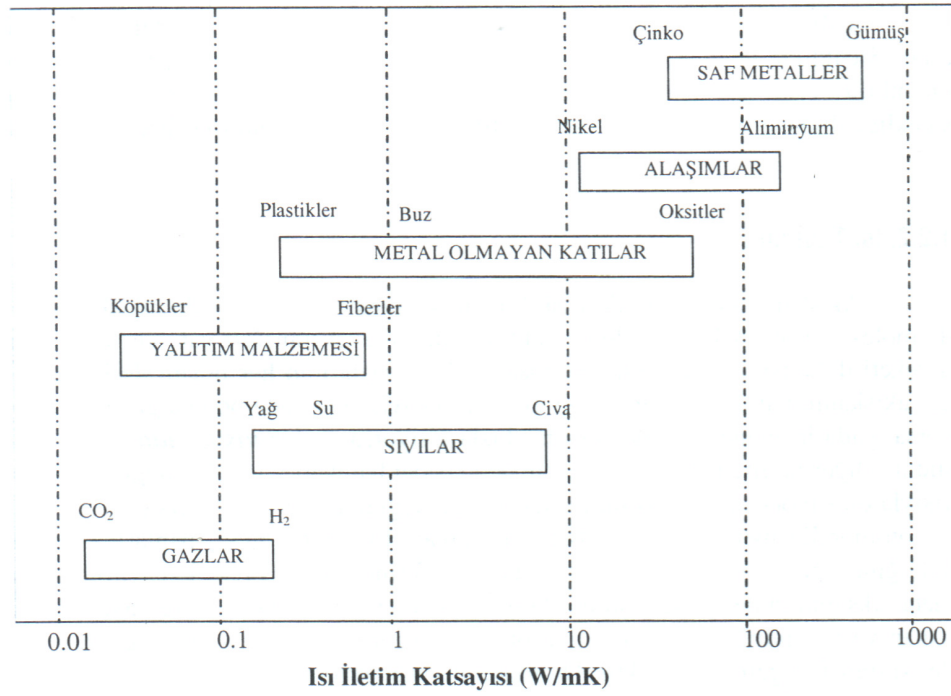 Çinko Gümüş
SAF METALLER
Nikel Aliminyum
ALAŞIMLAR
Plastikler Buz Oksitler
METAL OLMAYAN KATILAR
Köpükler Fiberler
YALITIM MALZEMESİ
Yağ Su Civa
SIVILAR
CO₂ H₂
GAZLAR
0.01 0.1 1 10 100 1000
Isı İletim Katsayısı (W/mK)